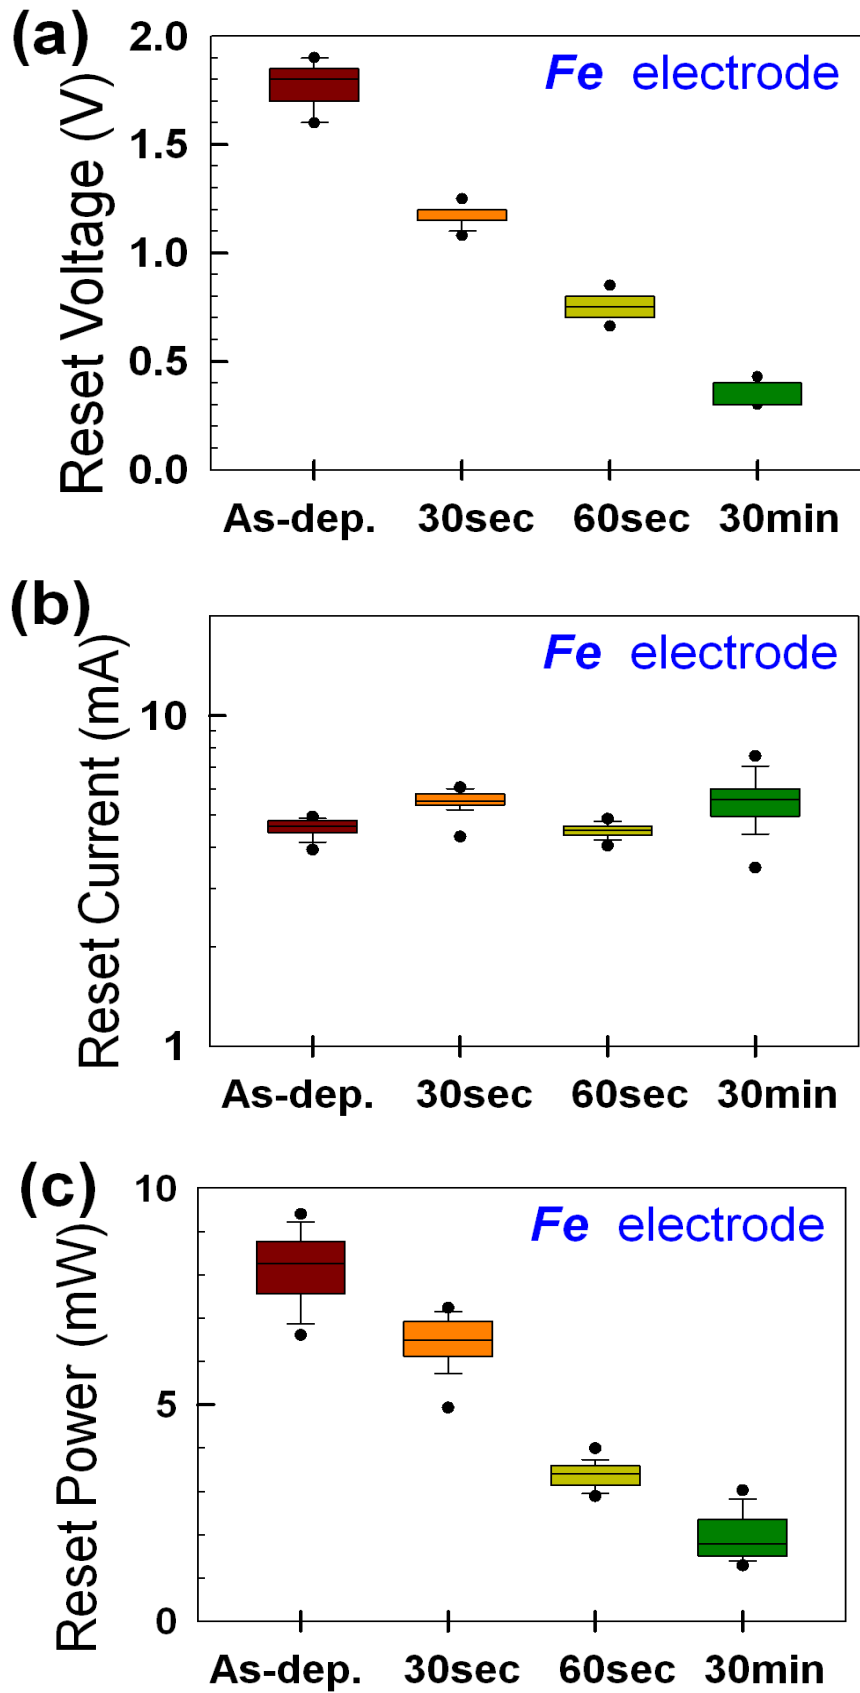 (a)
Fe electrode
Reset Voltage (V)
2.0
1.5
1.0
0.5
0.0
As-dep. 30sec 60sec 30min
(b)
Fe electrode
Reset Current (mA)
10
1
As-dep. 30sec 60sec 30min
(c)
Fe electrode
Reset Power (mW)
10
5
0
As-dep. 30sec 60sec 30min